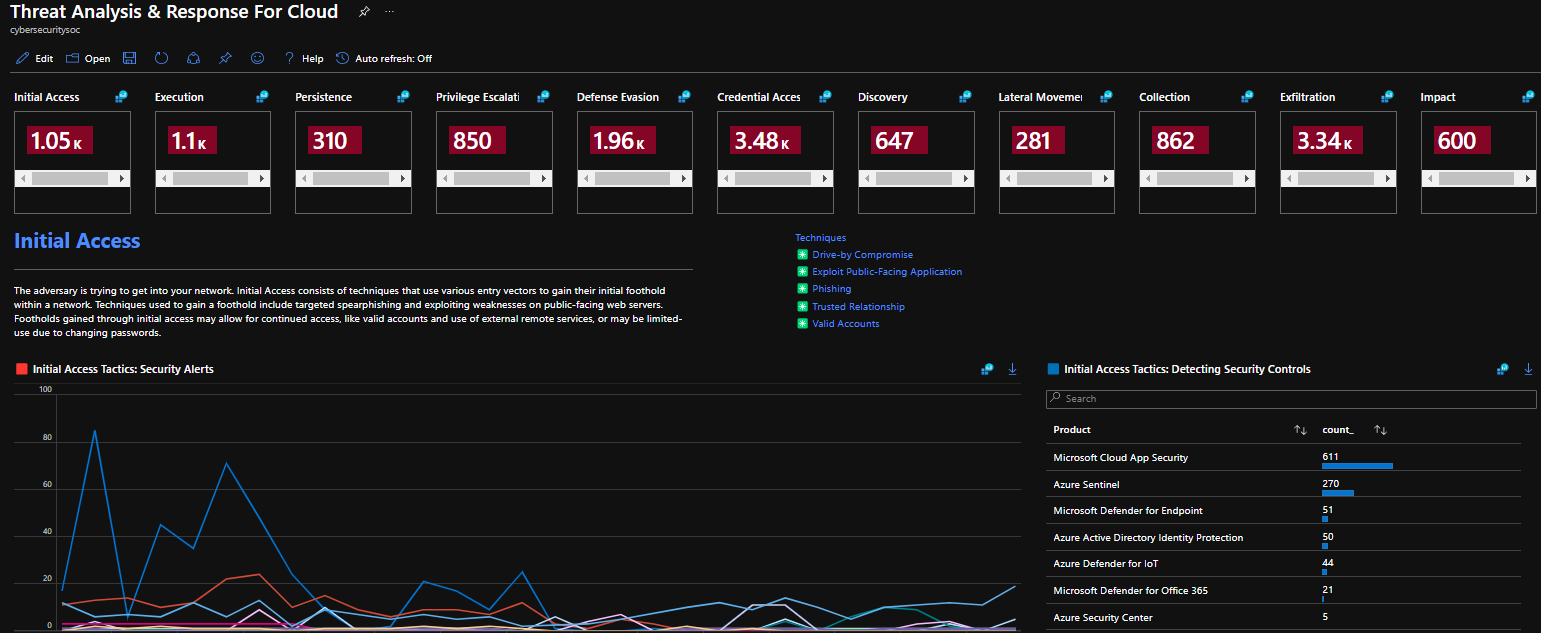 Threat Analysis & Response For Cloud
...
cybersecuritysoc
Edit Open ? Help Auto refresh: Off
Initial Access Execution Persistence Privilege Escalati Defense Evasion Credential Acces Discovery Lateral Movemen Collection Exfiltration Impact
1.05 K 1.1 K 310 850 1.96 K 3.48 K 647 281 862 3.34 K 600
Initial Access
The adversary is trying to get into your network. Initial Access consists of techniques that use various entry vectors to gain their initial foothold
within a network. Techniques used to gain a foothold include targeted spearphishing and exploiting weaknesses on public-facing web servers.
Footholds gained through initial access may allow for continued access, like valid accounts and use of external remote services, or may be limited-
use due to changing passwords.
Techniques
Drive-by Compromise
Exploit Public-Facing Application
Phishing
Trusted Relationship
Valid Accounts
Initial Access Tactics: Security Alerts
100
80
60
40
20
0
Initial Access Tactics: Detecting Security Controls
Search
Product count_
Microsoft Cloud App Security 611
Azure Sentinel 270
Microsoft Defender for Endpoint 51
Azure Active Directory Identity Protection 50
Azure Defender for IoT 44
Microsoft Defender for Office 365 21
Azure Security Center 5